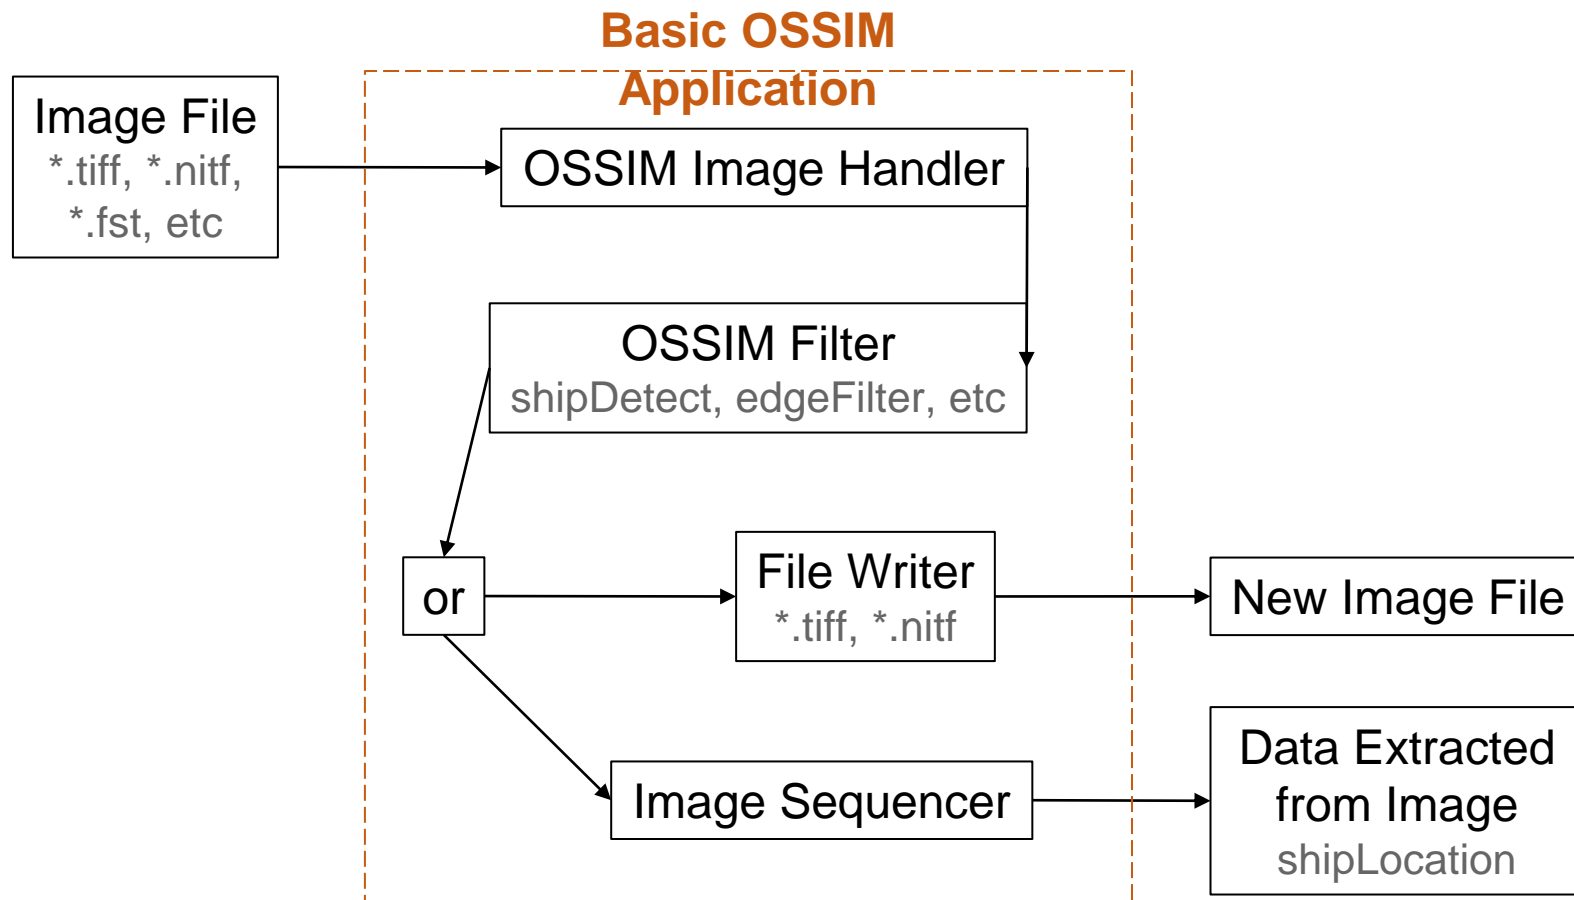 Basic OSSIM
Application
Image File
*.tiff, *.nitf,
*.fst, etc
OSSIM Image Handler
OSSIM Filter
shipDetect, edgeFilter, etc
or
File Writer
*.tiff, *.nitf
New Image File
Image Sequencer
Data Extracted
from Image
shipLocation